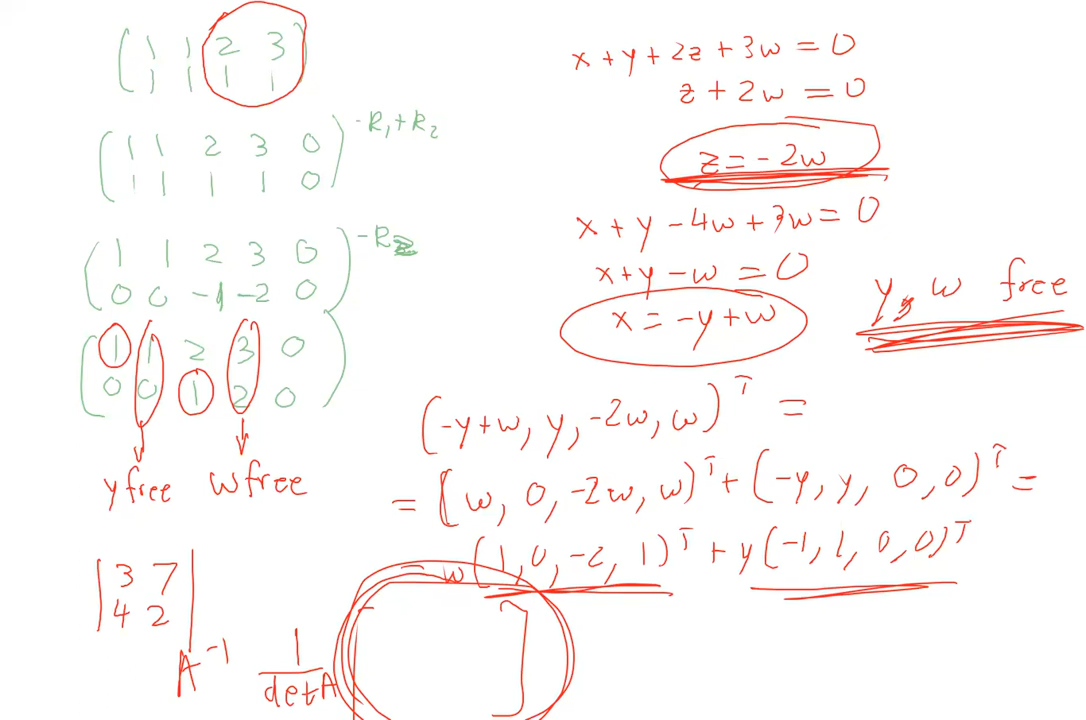 ( 1 1 2 3
1 1 1 1
( 1 1 2 3 0 ) -R₁+R₂
1 1 1 1 0
( 1 1 2 3 0 ) -R₂
0 0 -1 -2 0
( 1 1 2 3 0 )
0 0 1 2 0
y free w free
| 3 7 |
4 2
A⁻¹ 1/detA [ ]
x + y + 2z + 3w = 0
z + 2w = 0
z = -2w
x + y - 4w + 3w = 0
x + y - w = 0
x = -y + w
y, w free
(-y+w, y, -2w, w)ᵀ =
= (w, 0, -2w, w)ᵀ + (-y, y, 0, 0)ᵀ =
= w(1, 0, -2, 1)ᵀ + y(-1, 1, 0, 0)ᵀ